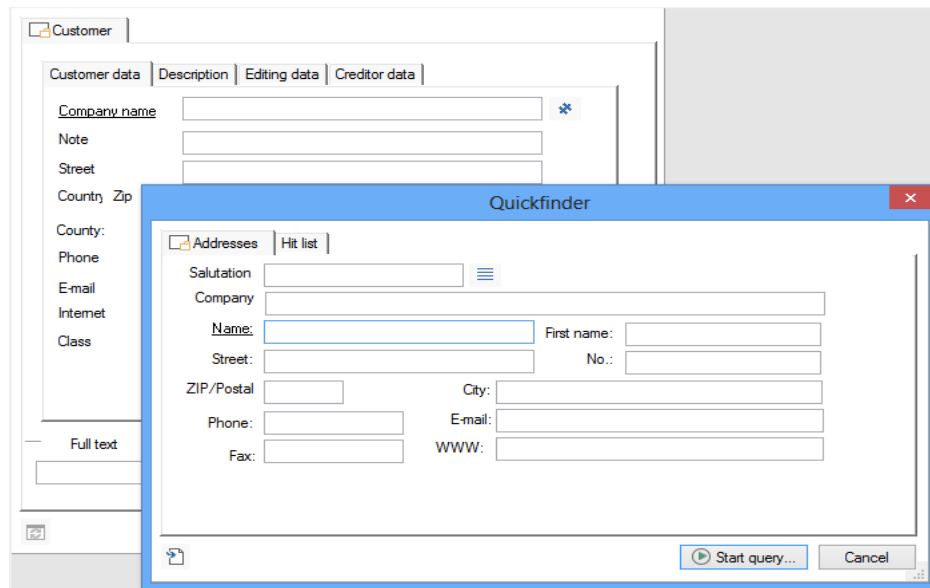 Customer
Customer data Description Editing data Creditor data
Company name
Note
Street
Country Zip
County:
Phone
E-mail
Internet
Class
Full text
Quickfinder
Addresses Hit list
Salutation
Company
Name: First name:
Street: No.:
ZIP/Postal City:
Phone: E-mail:
Fax: WWW:
Start query... Cancel